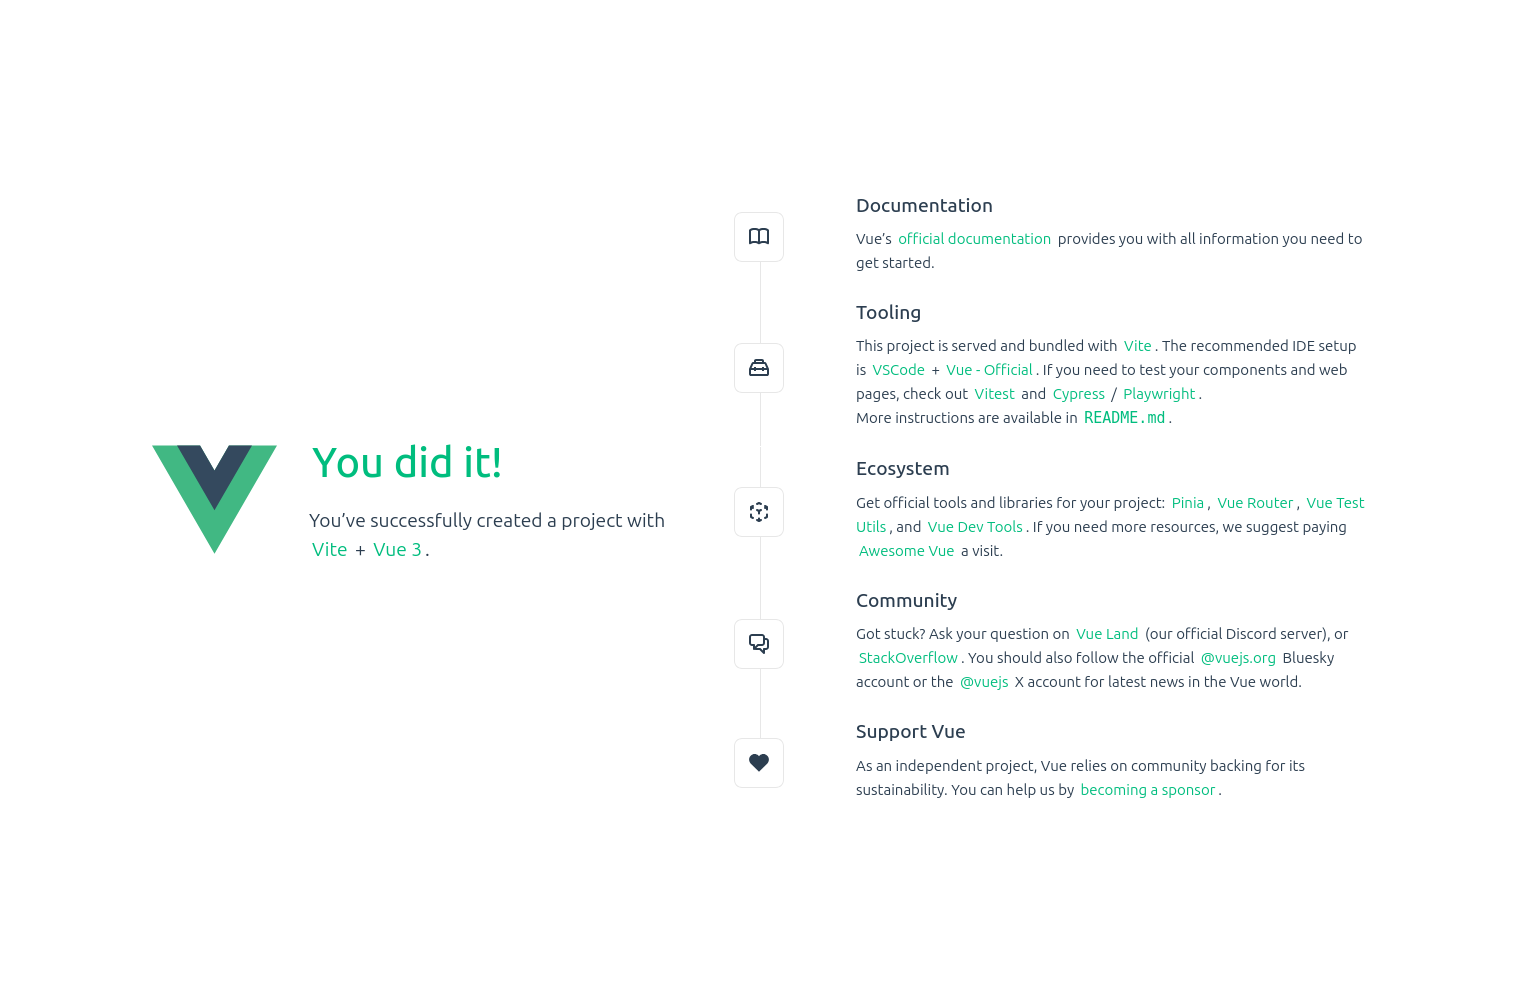 You did it!
You’ve successfully created a project with
Vite + Vue 3.
Documentation
Vue’s official documentation provides you with all information you need to
get started.
Tooling
This project is served and bundled with Vite. The recommended IDE setup
is VSCode + Vue - Official. If you need to test your components and web
pages, check out Vitest and Cypress / Playwright.
More instructions are available in README.md.
Ecosystem
Get official tools and libraries for your project: Pinia, Vue Router, Vue Test
Utils, and Vue Dev Tools. If you need more resources, we suggest paying
Awesome Vue a visit.
Community
Got stuck? Ask your question on Vue Land (our official Discord server), or
StackOverflow. You should also follow the official @vuejs.org Bluesky
account or the @vuejs X account for latest news in the Vue world.
Support Vue
As an independent project, Vue relies on community backing for its
sustainability. You can help us by becoming a sponsor.